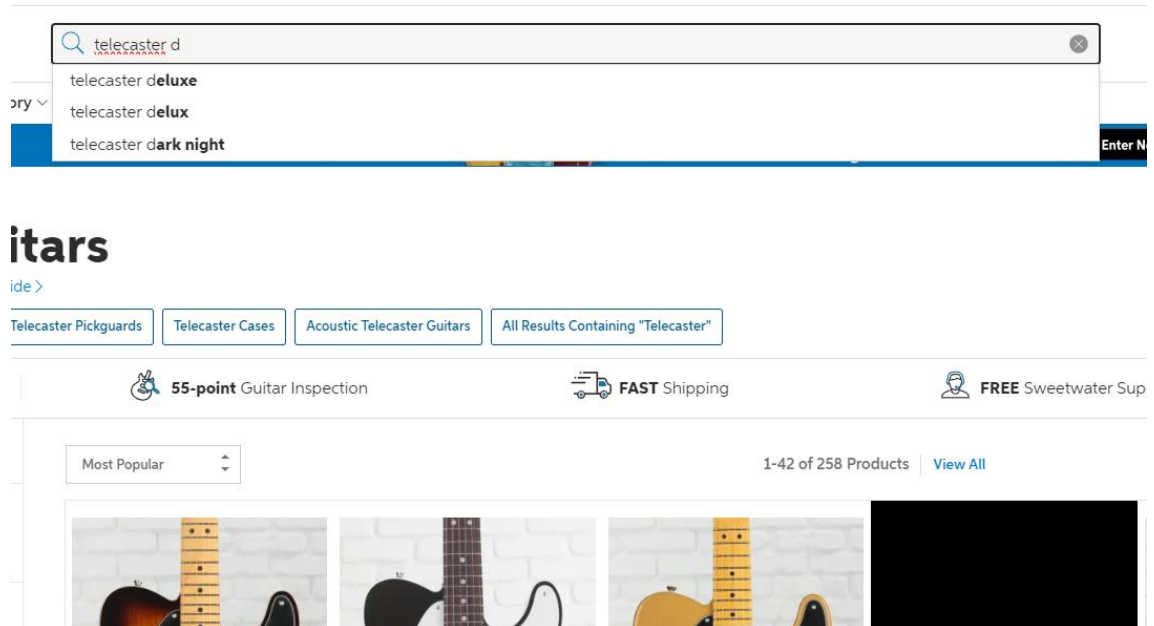 telecaster d
telecaster deluxe
telecaster delux
telecaster dark night
ory
Enter N
itars
ide >
Telecaster Pickguards
Telecaster Cases
Acoustic Telecaster Guitars
All Results Containing "Telecaster"
55-point Guitar Inspection
FAST Shipping
FREE Sweetwater Sup
Most Popular
1-42 of 258 Products
View All